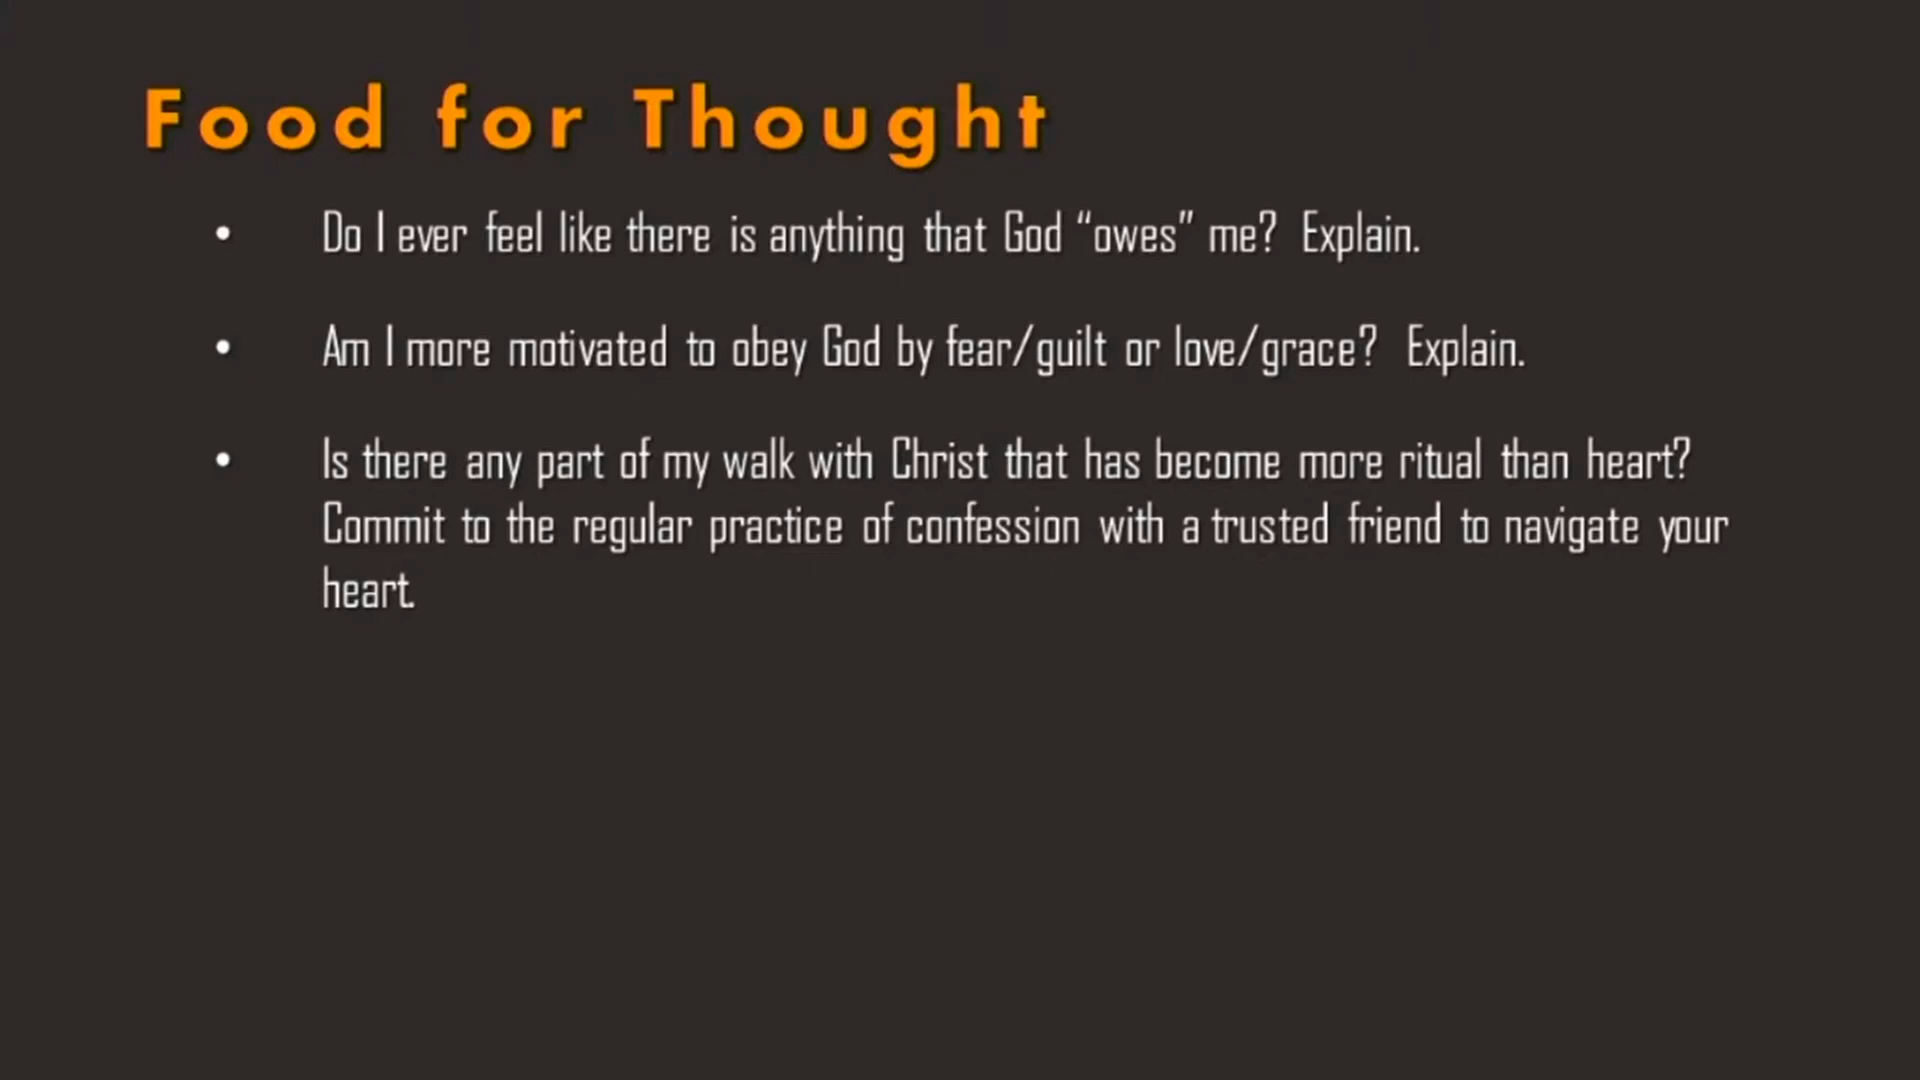 Food for Thought
• Do I ever feel like there is anything that God “owes” me? Explain.
• Am I more motivated to obey God by fear/guilt or love/grace? Explain.
• Is there any part of my walk with Christ that has become more ritual than heart?
Commit to the regular practice of confession with a trusted friend to navigate your
heart.